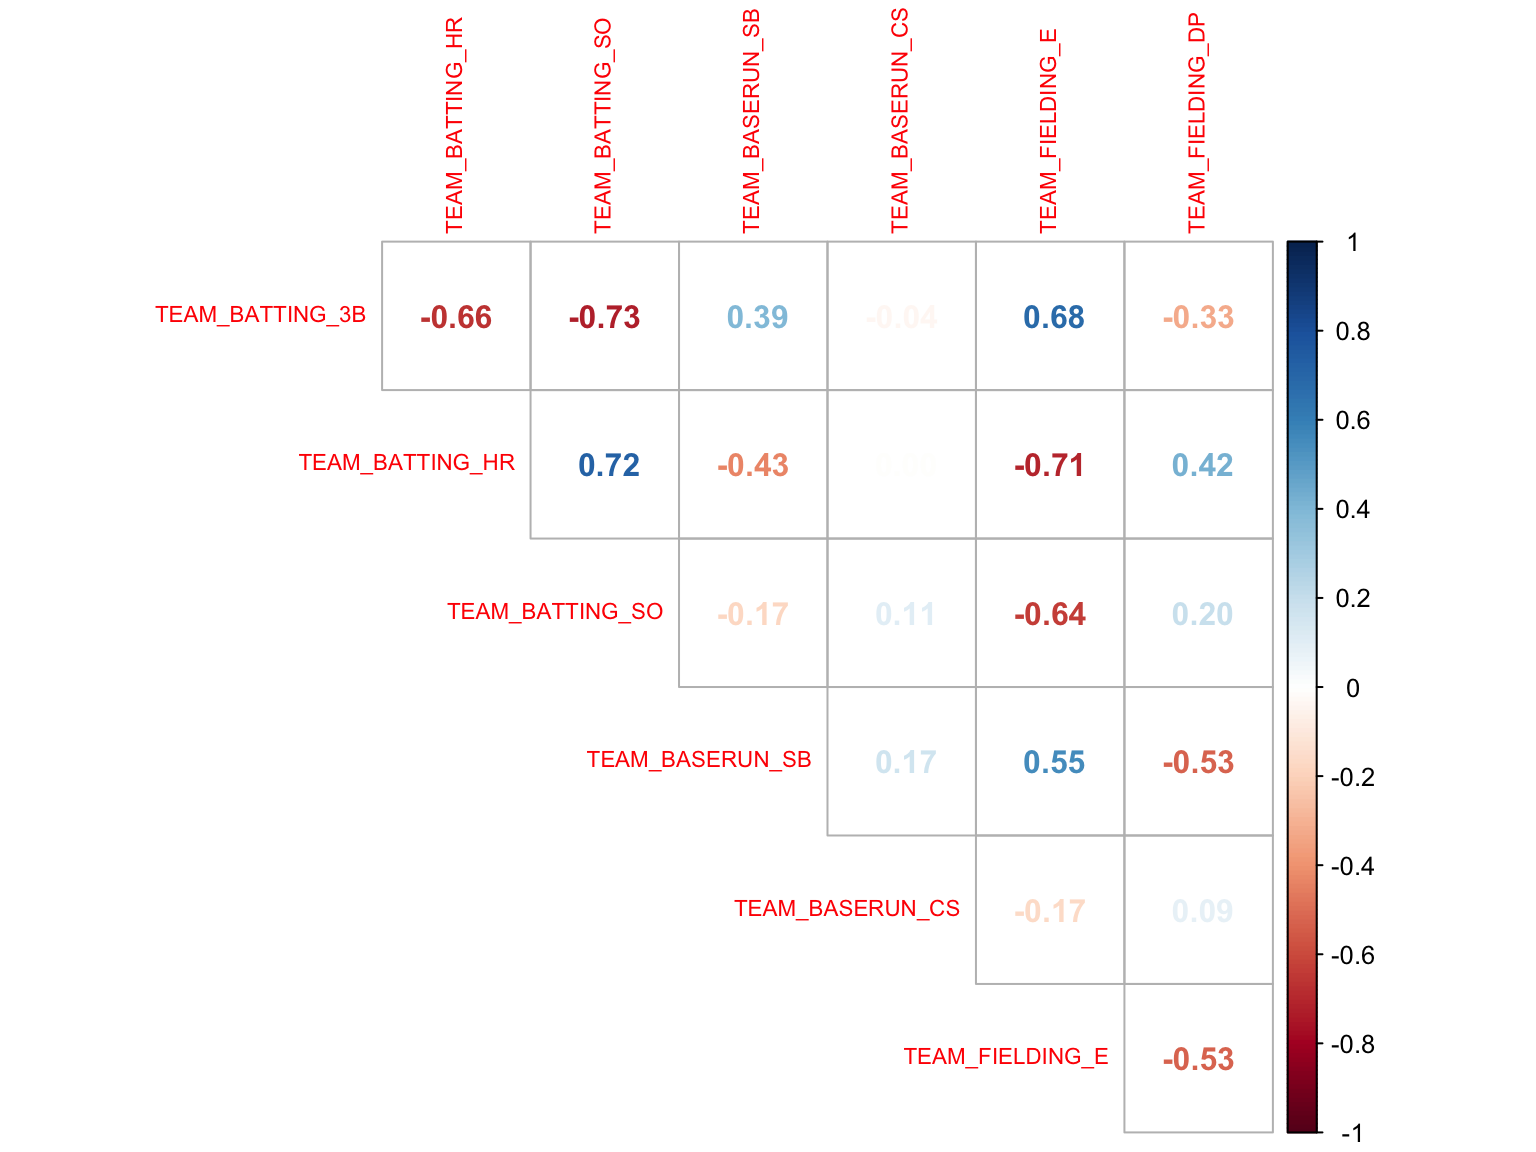 TEAM_BATTING_HR
TEAM_BATTING_SO
TEAM_BASERUN_SB
TEAM_BASERUN_CS
TEAM_FIELDING_E
TEAM_FIELDING_DP
TEAM_BATTING_3B -0.66 -0.73 0.39 -0.04 0.68 -0.33
TEAM_BATTING_HR 0.72 -0.43 -0.71 0.42
TEAM_BATTING_SO -0.17 0.11 -0.64 0.20
TEAM_BASERUN_SB 0.17 0.55 -0.53
TEAM_BASERUN_CS -0.17 0.09
TEAM_FIELDING_E -0.53
1
0.8
0.6
0.4
0.2
0
-0.2
-0.4
-0.6
-0.8
-1